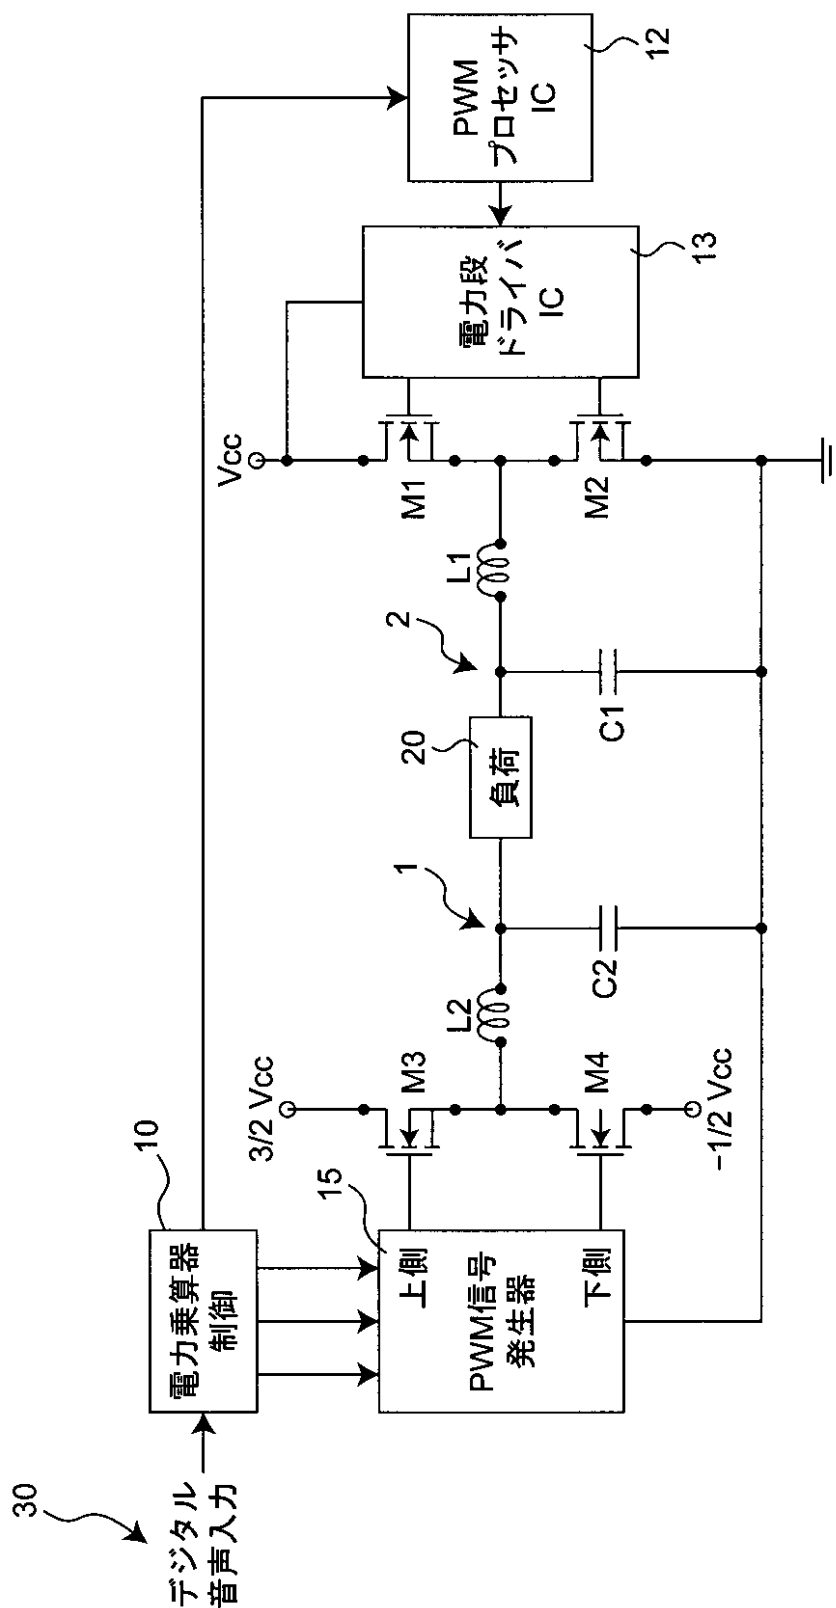 30
デジタル
音声入力
10
電力乗算器
制御
15
上側
PWM信号
発生器
下側
3/2 Vcc
M3
M4
−1/2 Vcc
L2
1
C2
20
負荷
2
C1
L1
Vcc
M1
M2
電力段
ドライバ
IC
13
PWM
プロセッサ
IC
12